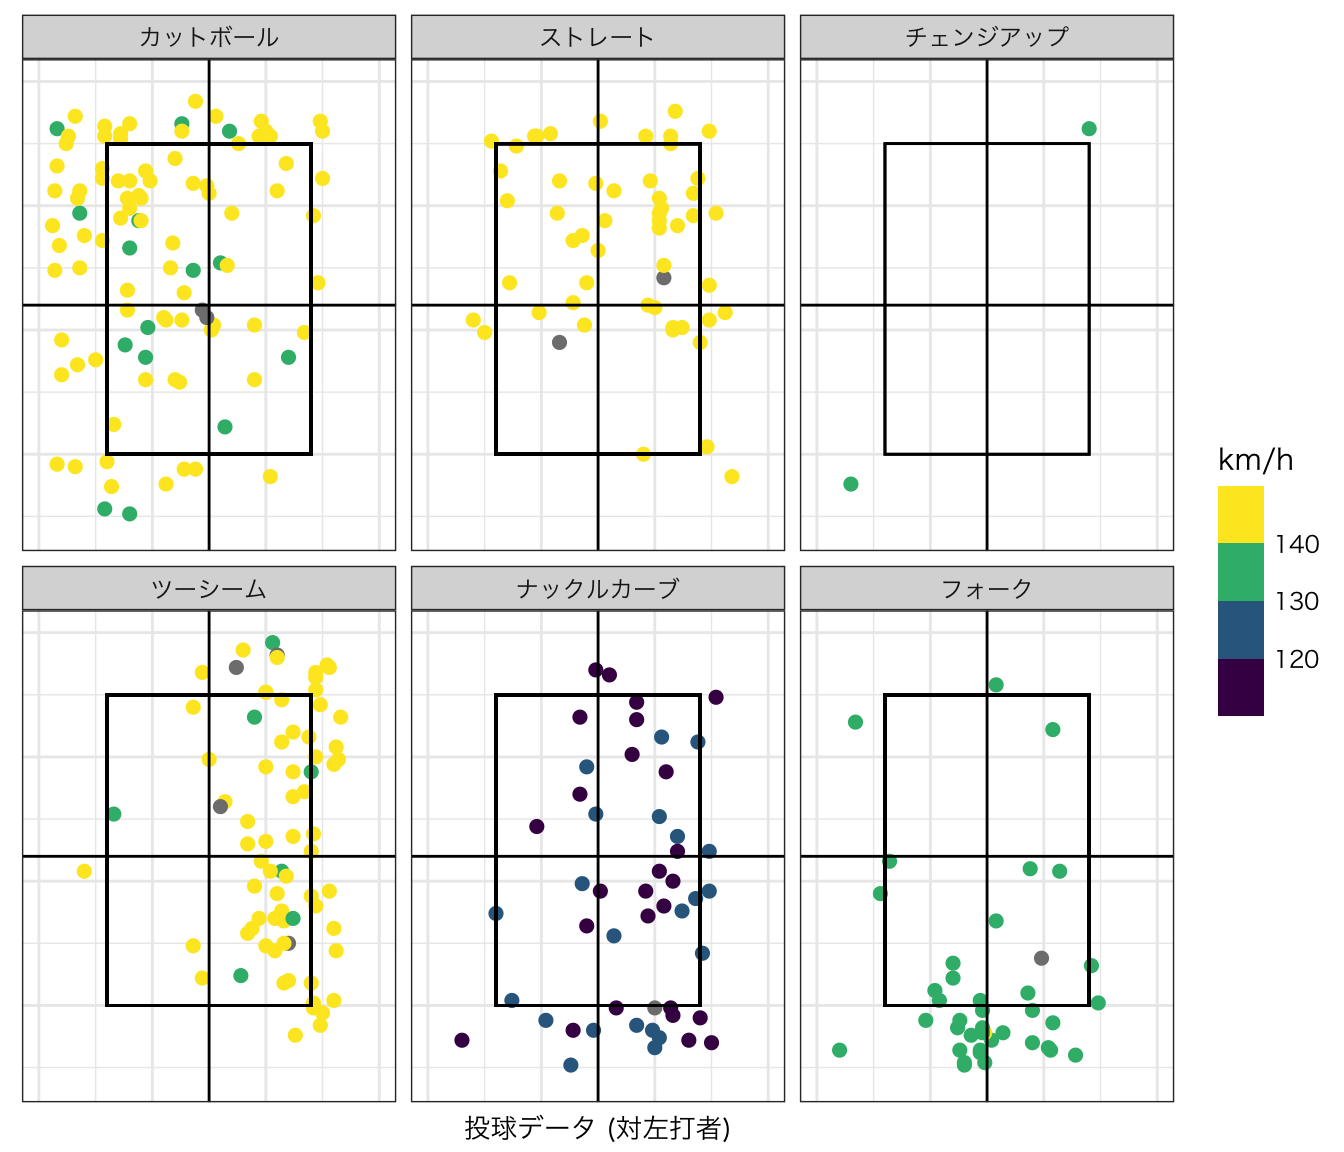 カットボール
ストレート
チェンジアップ
ツーシーム
ナックルカーブ
フォーク
km/h
140
130
120
投球データ (対左打者)